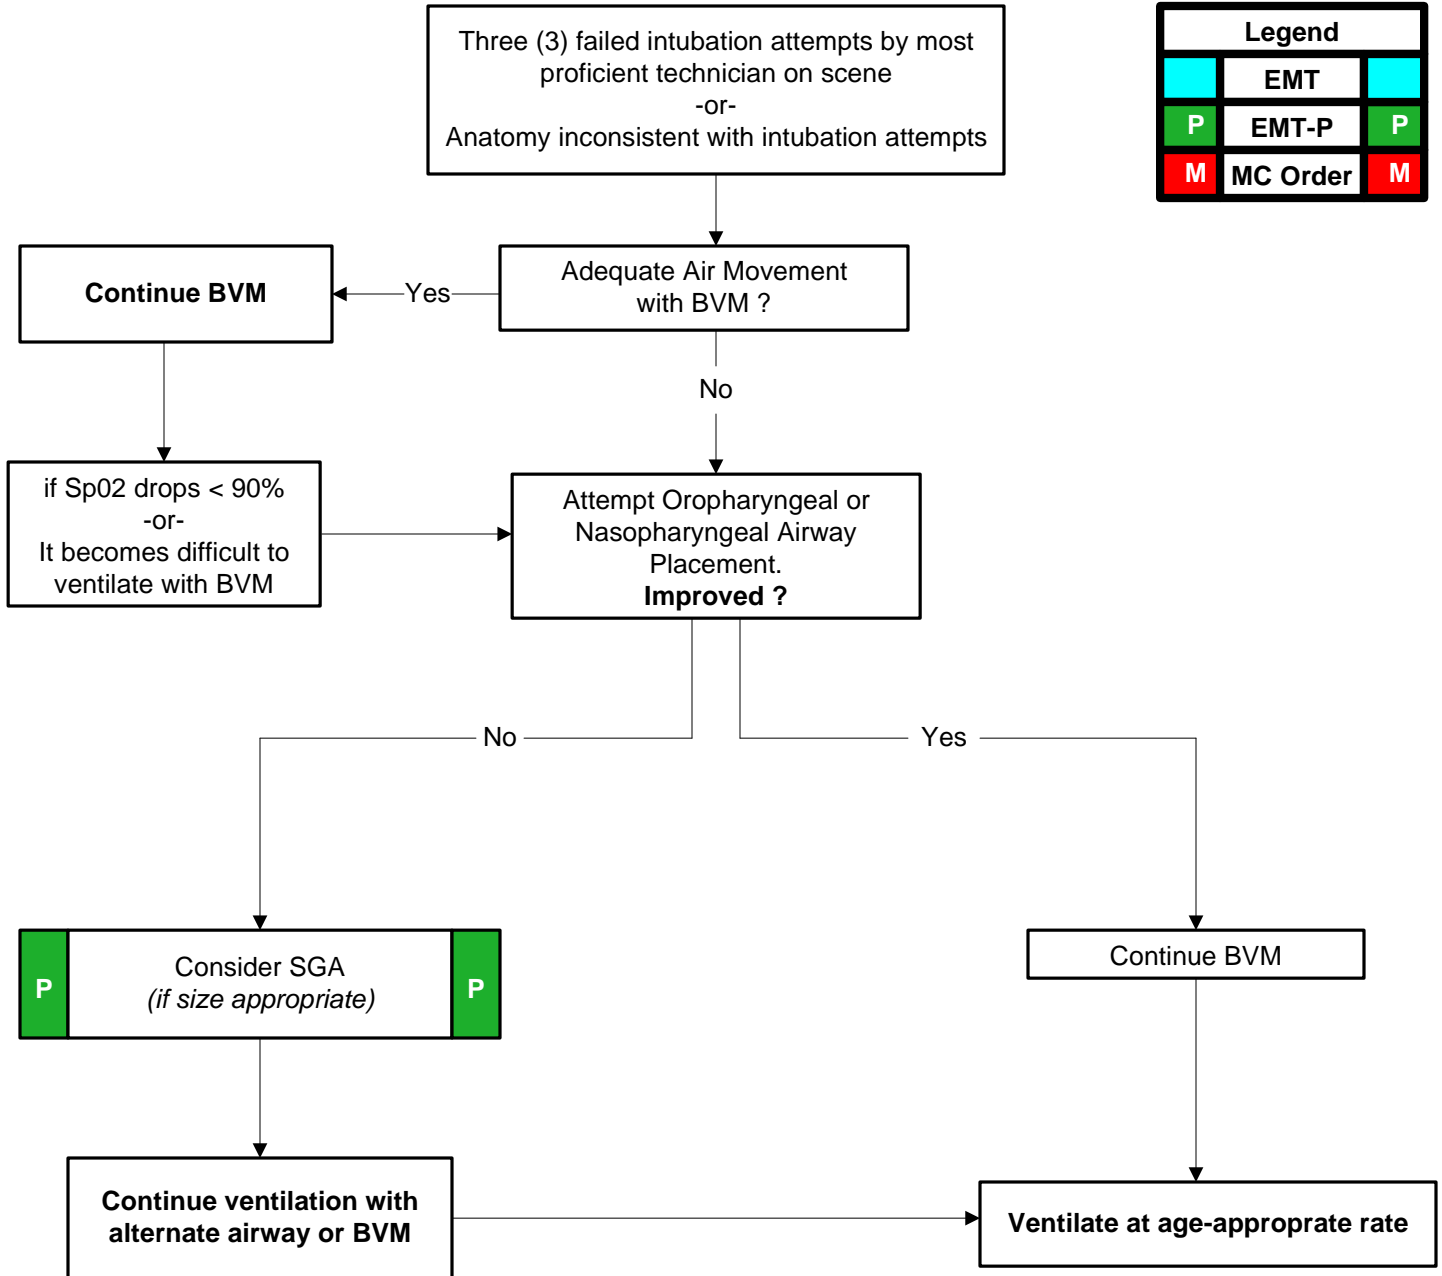 Three (3) failed intubation attempts by most
proficient technician on scene
-or-
Anatomy inconsistent with intubation attempts
Legend
EMT
P EMT-P P
M MC Order M
Continue BVM
Yes
Adequate Air Movement
with BVM ?
No
if Sp02 drops < 90%
-or-
It becomes difficult to
ventilate with BVM
Attempt Oropharyngeal or
Nasopharyngeal Airway
Placement.
Improved ?
No
Yes
P
Consider SGA
(if size appropriate)
P
Continue BVM
Continue ventilation with
alternate airway or BVM
Ventilate at age-approprate rate